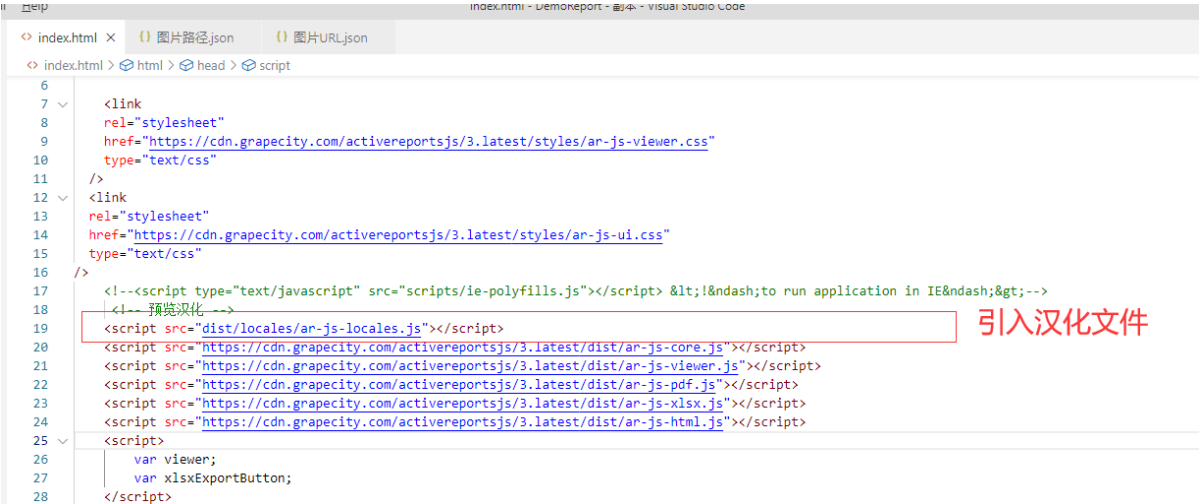 Help
index.html - DemoReport - 副本 - Visual Studio Code
index.html
图片路径.json
图片URL.json
index.html > html > head > script
6
7 <link
8 rel="stylesheet"
9 href="https://cdn.grapecity.com/activereportsjs/3.latest/styles/ar-js-viewer.css"
10 type="text/css"
11 />
12 <link
13 rel="stylesheet"
14 href="https://cdn.grapecity.com/activereportsjs/3.latest/styles/ar-js-ui.css"
15 type="text/css"
16 />
17 <!--<script type="text/javascript" src="scripts/ie-polyfills.js"></script> &lt;!&ndash;to run application in IE&ndash;&gt;-->
18 <!-- 预览汉化 -->
19 <script src="dist/locales/ar-js-locales.js"></script>
引入汉化文件
20 <script src="https://cdn.grapecity.com/activereportsjs/3.latest/dist/ar-js-core.js"></script>
21 <script src="https://cdn.grapecity.com/activereportsjs/3.latest/dist/ar-js-viewer.js"></script>
22 <script src="https://cdn.grapecity.com/activereportsjs/3.latest/dist/ar-js-pdf.js"></script>
23 <script src="https://cdn.grapecity.com/activereportsjs/3.latest/dist/ar-js-xlsx.js"></script>
24 <script src="https://cdn.grapecity.com/activereportsjs/3.latest/dist/ar-js-html.js"></script>
25 <script>
26 var viewer;
27 var xlsxExportButton;
28 </script>